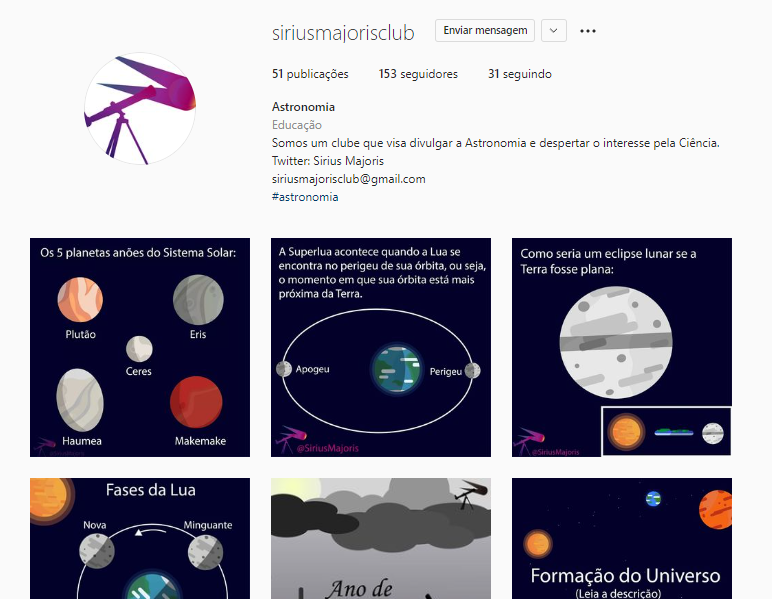 siriusmajorisclub
Enviar mensagem
51 publicações 153 seguidores 31 seguindo
Astronomia
Educação
Somos um clube que visa divulgar a Astronomia e despertar o interesse pela Ciência.
Twitter: Sirius Majoris
siriusmajorisclub@gmail.com
#astronomia
Os 5 planetas anões do Sistema Solar:
Plutão
Eris
Ceres
Haumea
Makemake
@SiriusMajoris
A Superlua acontece quando a Lua se
encontra no perigeu de sua órbita, ou seja,
o momento em que sua órbita está mais
próxima da Terra.
Apogeu
Perigeu
@SiriusMajoris
Como seria um eclipse lunar se a
Terra fosse plana:
@SiriusMajoris
Fases da Lua
Nova
Minguante
Ano de
Formação do Universo
(Leia a descrição)